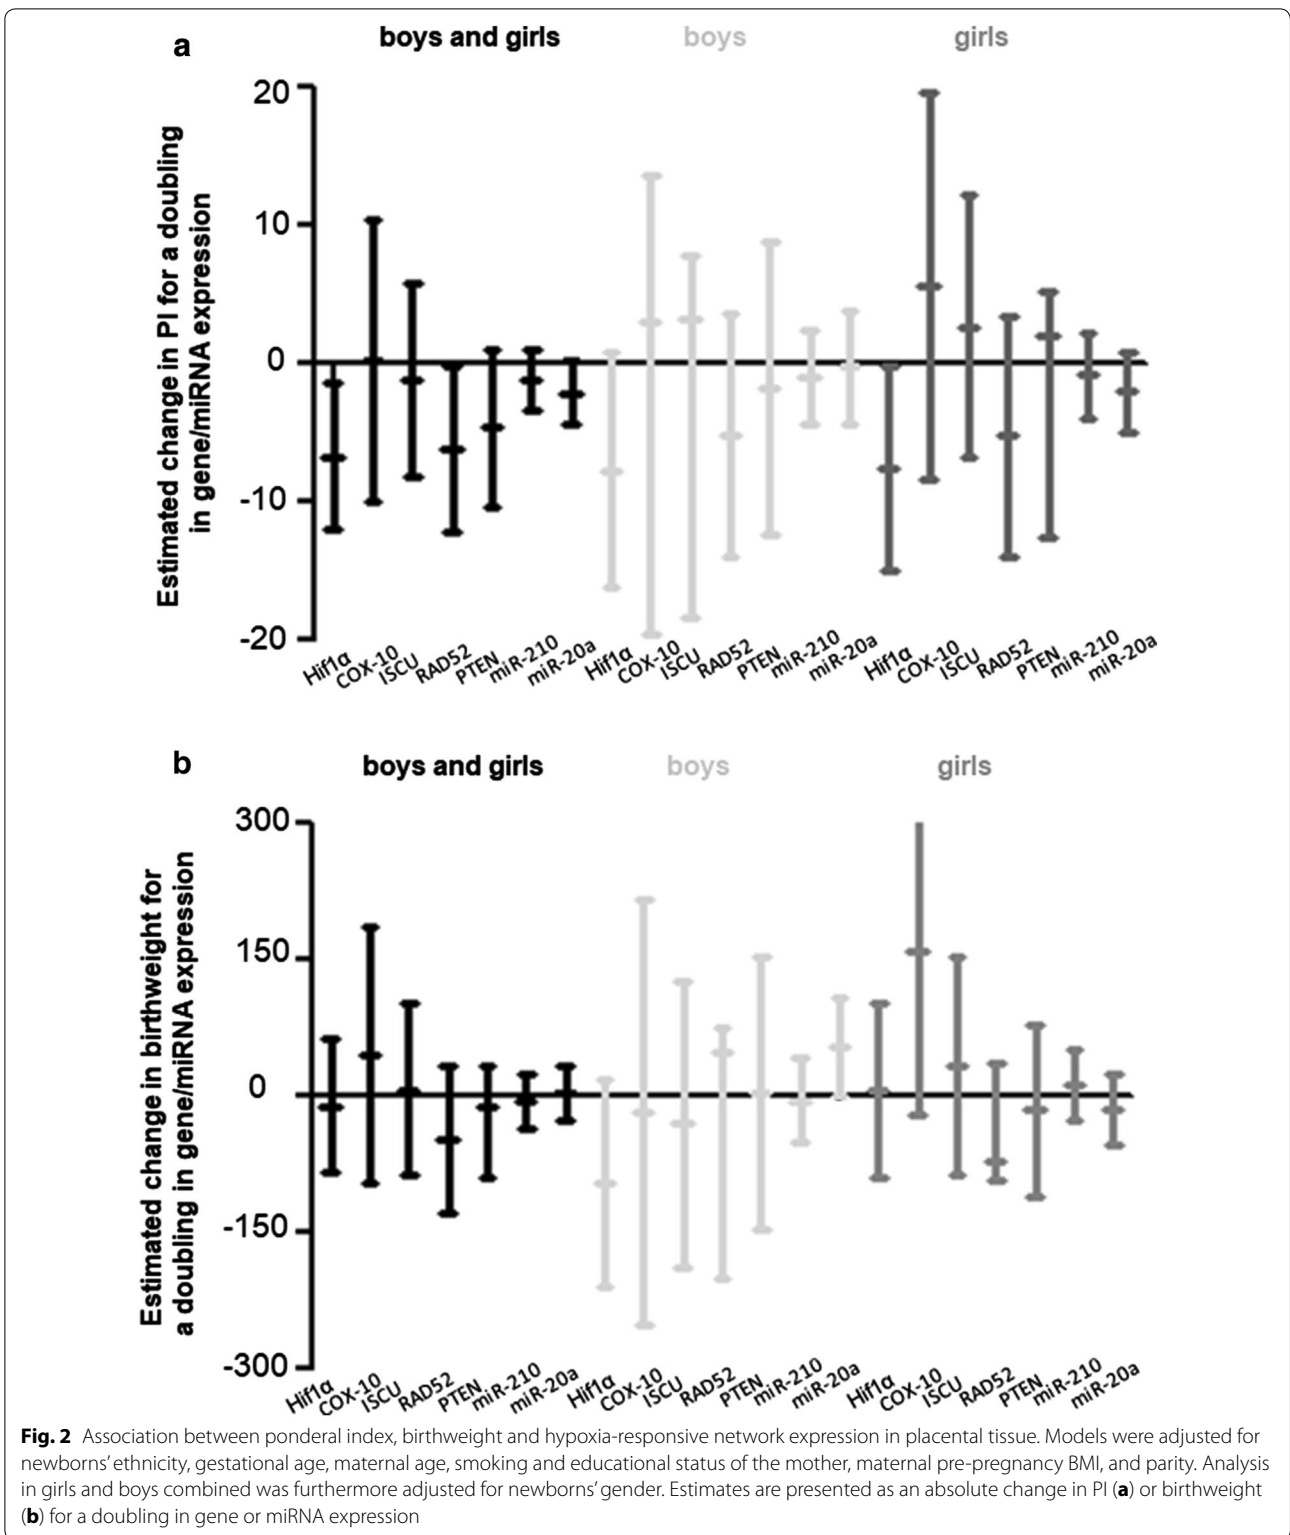 a
boys and girls boys girls
Estimated change in PI for a doubling
in gene/miRNA expression
20
10
0
-10
-20
Hif1α COX-10 ISCU RAD52 PTEN miR-210 miR-20a Hif1α COX-10 ISCU RAD52 PTEN miR-210 miR-20a Hif1α COX-10 ISCU RAD52 PTEN miR-210 miR-20a
b
boys and girls boys girls
Estimated change in birthweight for
a doubling in gene/miRNA expression
300
150
0
-150
-300
Hif1α COX-10 ISCU RAD52 PTEN miR-210 miR-20a Hif1α COX-10 ISCU RAD52 PTEN miR-210 miR-20a Hif1α COX-10 ISCU RAD52 PTEN miR-210 miR-20a
Fig. 2 Association between ponderal index, birthweight and hypoxia-responsive network expression in placental tissue. Models were adjusted for
newborns’ ethnicity, gestational age, maternal age, smoking and educational status of the mother, maternal pre-pregnancy BMI, and parity. Analysis
in girls and boys combined was furthermore adjusted for newborns’ gender. Estimates are presented as an absolute change in PI (a) or birthweight
(b) for a doubling in gene or miRNA expression